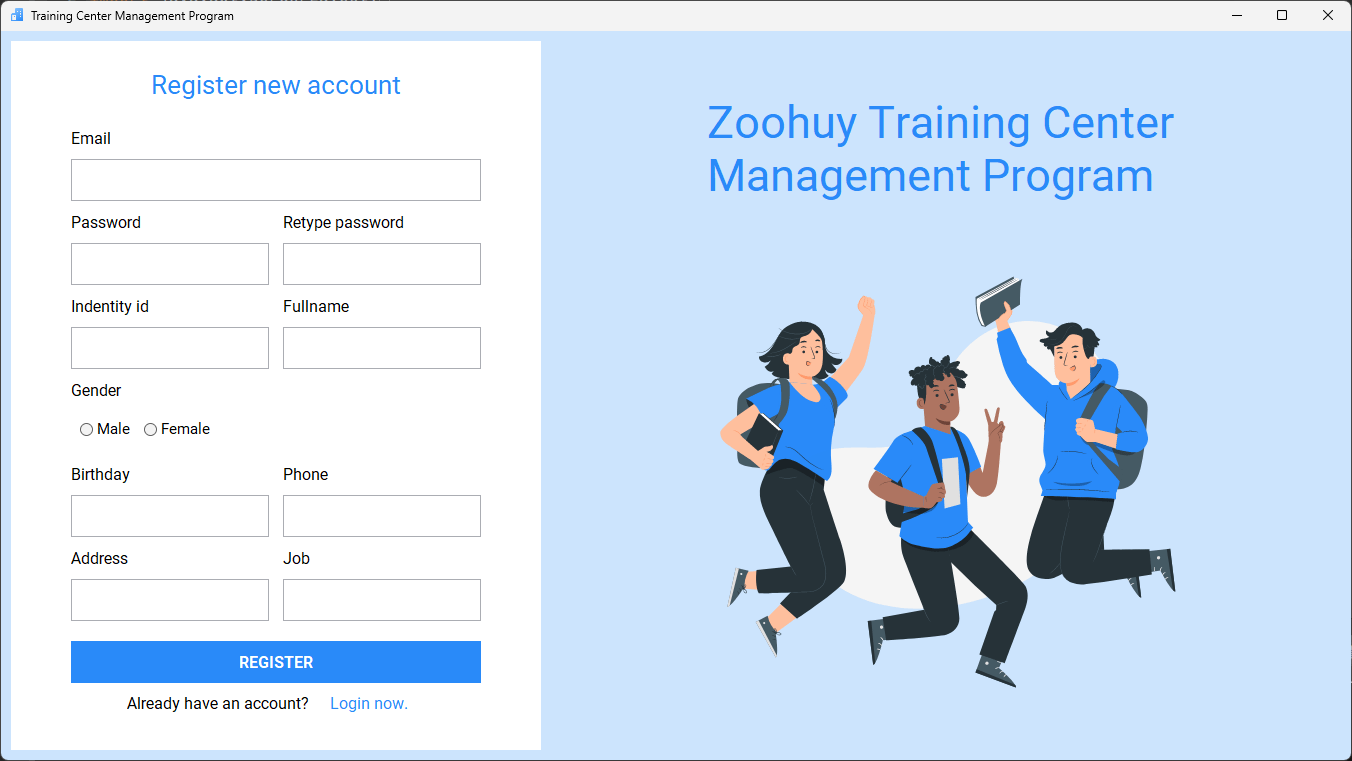 Training Center Management Program
Register new account
Email
Password Retype password
Indentity id Fullname
Gender
Male Female
Birthday Phone
Address Job
REGISTER
Already have an account? Login now.
Zoohuy Training Center
Management Program